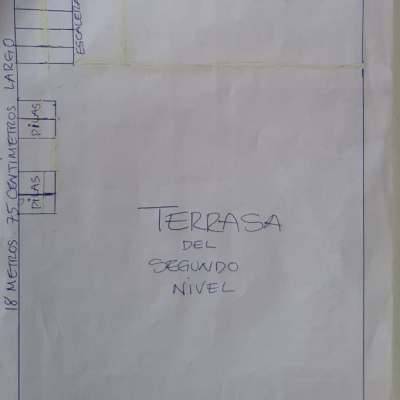 ESCALERA
18 METROS 75 CENTIMETROS LARGO
PiLAS
PiLAS
TERRASA
DEL
SEGUNDO
NIVEL